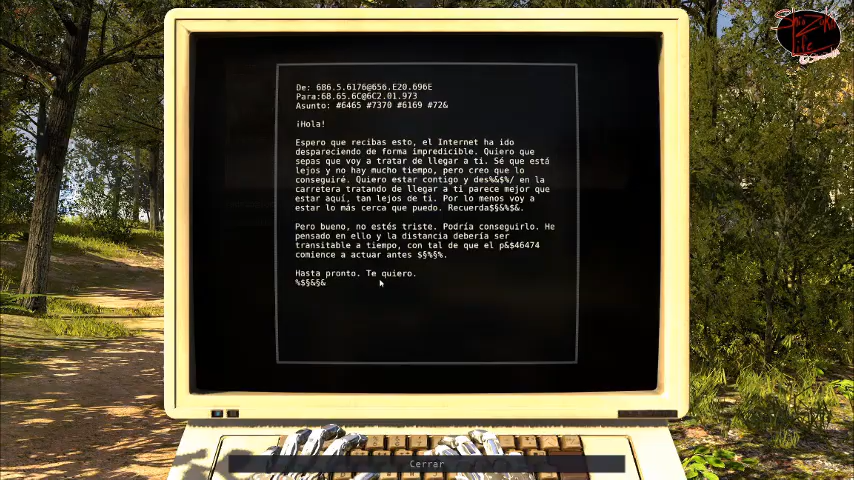 De: 686.5.6176@656.E20.696E
Para:68.65.6C@6C2.01.973
Asunto: #6465 #7370 #6169 #72&
¡Hola!
Espero que recibas esto, el Internet ha ido
despareciendo de forma impredicible. Quiero que
sepas que voy a tratar de llegar a ti. Sé que está
lejos y no hay mucho tiempo, pero creo que lo
conseguiré. Quiero estar contigo y des%&$%/ en la
carretera tratando de llegar a ti parece mejor que
estar aquí, tan lejos de ti. Por lo menos voy a
estar lo más cerca que puedo. Recuerda$§&%$&.
Pero bueno, no estés triste. Podría conseguirlo. He
pensado en ello y la distancia debería ser
transitable a tiempo, con tal de que el p&$46474
comience a actuar antes $§%§%.
Hasta pronto. Te quiero.
%$§&§&
Cerrar